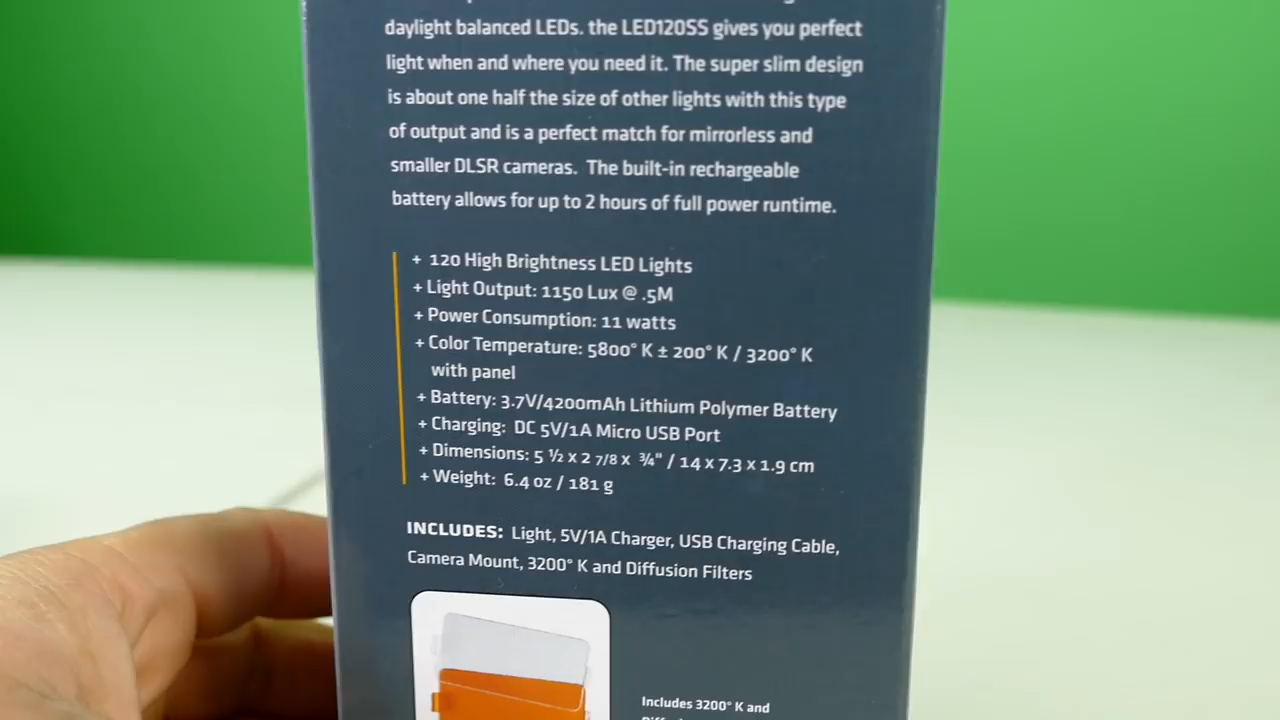 daylight balanced LEDs. the LED120SS gives you perfect
light when and where you need it. The super slim design
is about one half the size of other lights with this type
of output and is a perfect match for mirrorless and
smaller DLSR cameras. The built-in rechargeable
battery allows for up to 2 hours of full power runtime.
+ 120 High Brightness LED Lights
+ Light Output: 1150 Lux @ .5M
+ Power Consumption: 11 watts
+ Color Temperature: 5800° K ± 200° K / 3200° K
with panel
+ Battery: 3.7V/4200mAh Lithium Polymer Battery
+ Charging: DC 5V/1A Micro USB Port
+ Dimensions: 5 ½ x 2 7/8 x ¾" / 14 x 7.3 x 1.9 cm
+ Weight: 6.4 oz / 181 g
INCLUDES: Light, 5V/1A Charger, USB Charging Cable,
Camera Mount, 3200° K and Diffusion Filters
Includes 3200° K and